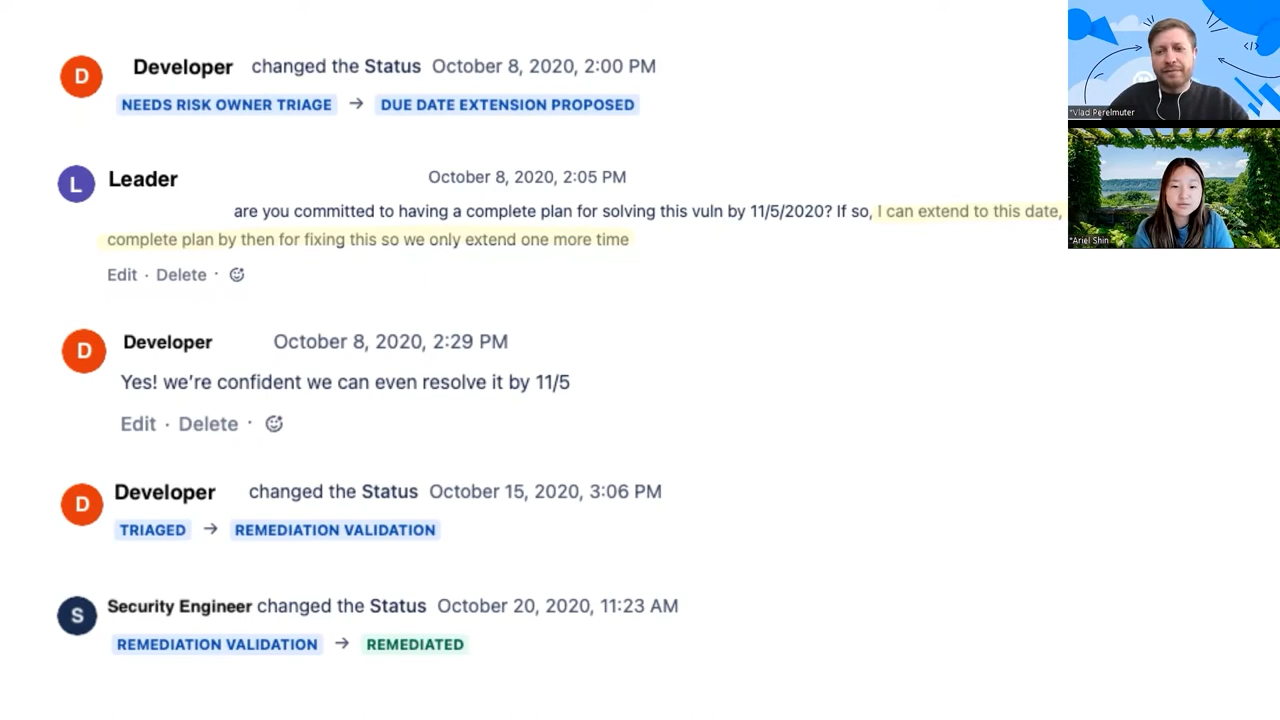 D
Developer changed the Status October 8, 2020, 2:00 PM
NEEDS RISK OWNER TRIAGE → DUE DATE EXTENSION PROPOSED
L
Leader October 8, 2020, 2:05 PM
are you committed to having a complete plan for solving this vuln by 11/5/2020? If so, I can extend to this date,
complete plan by then for fixing this so we only extend one more time
Edit · Delete ·
D
Developer October 8, 2020, 2:29 PM
Yes! we're confident we can even resolve it by 11/5
Edit · Delete ·
D
Developer changed the Status October 15, 2020, 3:06 PM
TRIAGED → REMEDIATION VALIDATION
S
Security Engineer changed the Status October 20, 2020, 11:23 AM
REMEDIATION VALIDATION → REMEDIATED
</>
*Vlad Perelmuter
*Ariel Shin